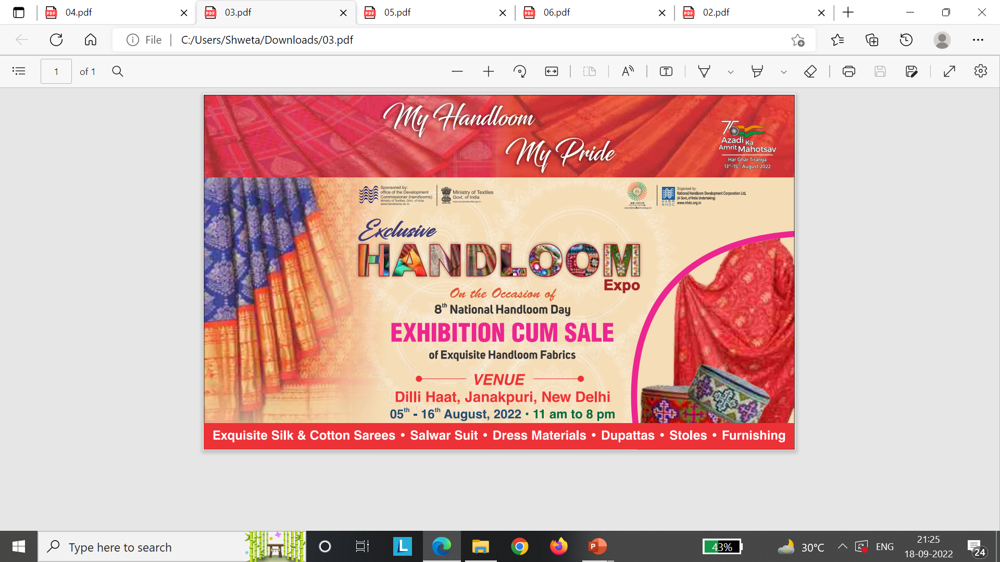 04.pdf
03.pdf
05.pdf
06.pdf
02.pdf
File
C:/Users/Shweta/Downloads/03.pdf
1
of 1
My Handloom
My Pride
75
Azadi Ka
Amrit Mahotsav
Har Ghar Tiranga
13th-15th August 2022
Sponsored by:
office of the Development
Commissioner (Handlooms)
Ministry of Textiles, Govt. of India
www.handlooms.nic.in
Ministry of Textiles
Govt. of India
www.ministryoftextiles.gov.in
NHDC
Organised by:
National Handloom Development Corporation Ltd,
(A Govt, of India Undertaking)
www.nhdc.org.in
Exclusive
HANDLOOM
Expo
On the Occasion of
8th National Handloom Day
EXHIBITION CUM SALE
of Exquisite Handloom Fabrics
VENUE
Dilli Haat, Janakpuri, New Delhi
05th - 16th August, 2022 • 11 am to 8 pm
Exquisite Silk & Cotton Sarees • Salwar Suit • Dress Materials • Dupattas • Stoles • Furnishing
Type here to search
43%
30°C
ENG
21:25
18-09-2022
24